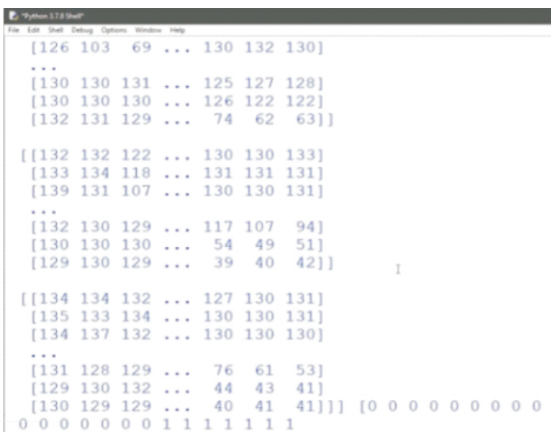 *Python 3.7.8 Shell*
File Edit Shell Debug Options Window Help
[126 103 69 ... 130 132 130]
...
[130 130 131 ... 125 127 128]
[130 130 130 ... 126 122 122]
[132 131 129 ... 74 62 63]]
[[132 132 122 ... 130 130 133]
[133 134 118 ... 131 131 131]
[139 131 107 ... 130 130 131]
...
[132 130 129 ... 117 107 94]
[130 130 130 ... 54 49 51]
[129 130 129 ... 39 40 42]]
[[134 134 132 ... 127 130 131]
[135 133 134 ... 130 130 131]
[134 137 132 ... 130 130 130]
...
[131 128 129 ... 76 61 53]
[129 130 132 ... 44 43 41]
[130 129 129 ... 40 41 41]]] [0 0 0 0 0 0 0 0 0
0 0 0 0 0 0 0 1 1 1 1 1 1 1